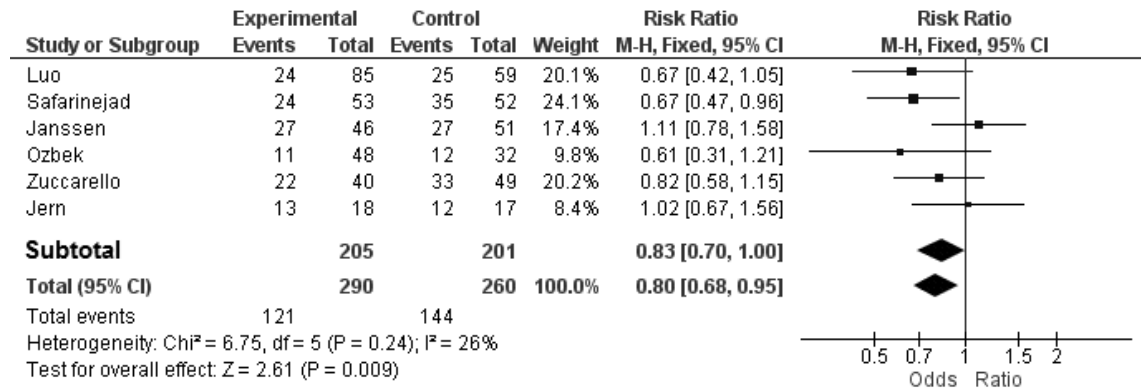 Experimental Control Risk Ratio Risk Ratio
Study or Subgroup Events Total Events Total Weight M-H, Fixed, 95% CI M-H, Fixed, 95% CI
Luo 24 85 25 59 20.1% 0.67 [0.42, 1.05]
Safarinejad 24 53 35 52 24.1% 0.67 [0.47, 0.96]
Janssen 27 46 27 51 17.4% 1.11 [0.78, 1.58]
Ozbek 11 48 12 32 9.8% 0.61 [0.31, 1.21]
Zuccarello 22 40 33 49 20.2% 0.82 [0.58, 1.15]
Jern 13 18 12 17 8.4% 1.02 [0.67, 1.56]
Subtotal 205 201 0.83 [0.70, 1.00]
Total (95% CI) 290 260 100.0% 0.80 [0.68, 0.95]
Total events 121 144
Heterogeneity: Chi² = 6.75, df = 5 (P = 0.24); I² = 26%
Test for overall effect: Z = 2.61 (P = 0.009)
0.5 0.7 1 1.5 2
Odds Ratio